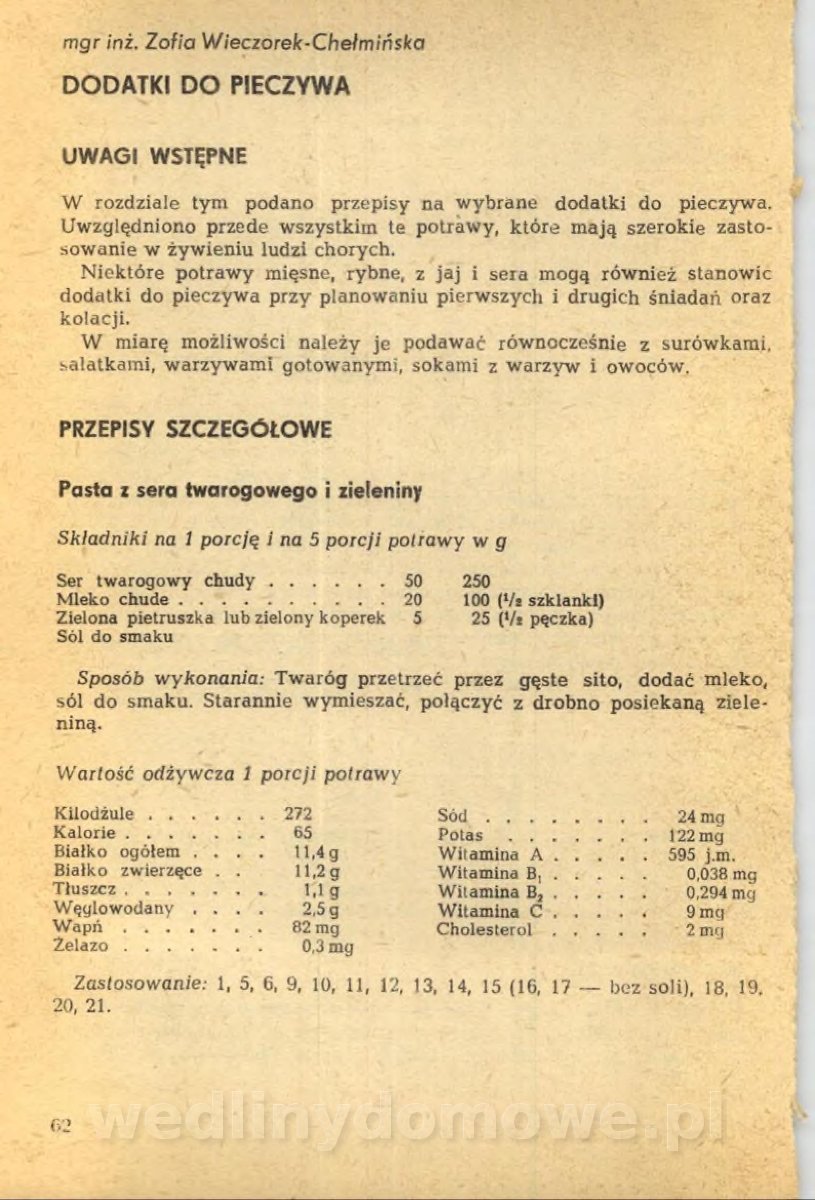 mgr inż. Zofia Wieczorek-Chełmińska
DODATKI DO PIECZYWA
UWAGI WSTĘPNE
W rozdziale tym podano przepisy na wybrane dodatki do pieczywa.
Uwzględniono przede wszystkim te potrawy, które mają szerokie zasto-
sowanie w żywieniu ludzi chorych.
Niektóre potrawy mięsne, rybne, z jaj i sera mogą również stanowić
dodatki do pieczywa przy planowaniu pierwszych i drugich śniadań oraz
kolacji.
W miarę możliwości należy je podawać równocześnie z surówkami,
sałatkami, warzywami gotowanymi, sokami z warzyw i owoców.
PRZEPISY SZCZEGÓŁOWE
Pasta z sera twarogowego i zieleniny
Składniki na 1 porcję i na 5 porcji potrawy w g
Ser twarogowy chudy . . . . . . 50 250
Mleko chude . . . . . . . . . . 20 100 (1/2 szklanki)
Zielona pietruszka lub zielony koperek 5 25 (1/2 pęczka)
Sól do smaku
Sposób wykonania: Twaróg przetrzeć przez gęste sito, dodać mleko,
sól do smaku. Starannie wymieszać, połączyć z drobno posiekaną ziele-
niną.
Wartość odżywcza 1 porcji potrawy
Kilodżule . . . . . . 272
Kalorie . . . . . . . 65
Białko ogółem . . . . 11,4 g
Białko zwierzęce . . 11,2 g
Tłuszcz . . . . . . . 1,1 g
Węglowodany . . . . 2,5 g
Wapń . . . . . . . 82 mg
Żelazo . . . . . . . 0,3 mg
Sód . . . . . . . . 24 mg
Potas . . . . . . . 122 mg
Witamina A . . . . . 595 j.m.
Witamina B₁ . . . . . 0,038 mg
Witamina B₂ . . . . . 0,294 mg
Witamina C . . . . . 9 mg
Cholesterol . . . . . 2 mg
Zastosowanie: 1, 5, 6, 9, 10, 11, 12, 13, 14, 15 (16, 17 — bez soli), 18, 19,
20, 21.
62
wedlinydomowe.pl